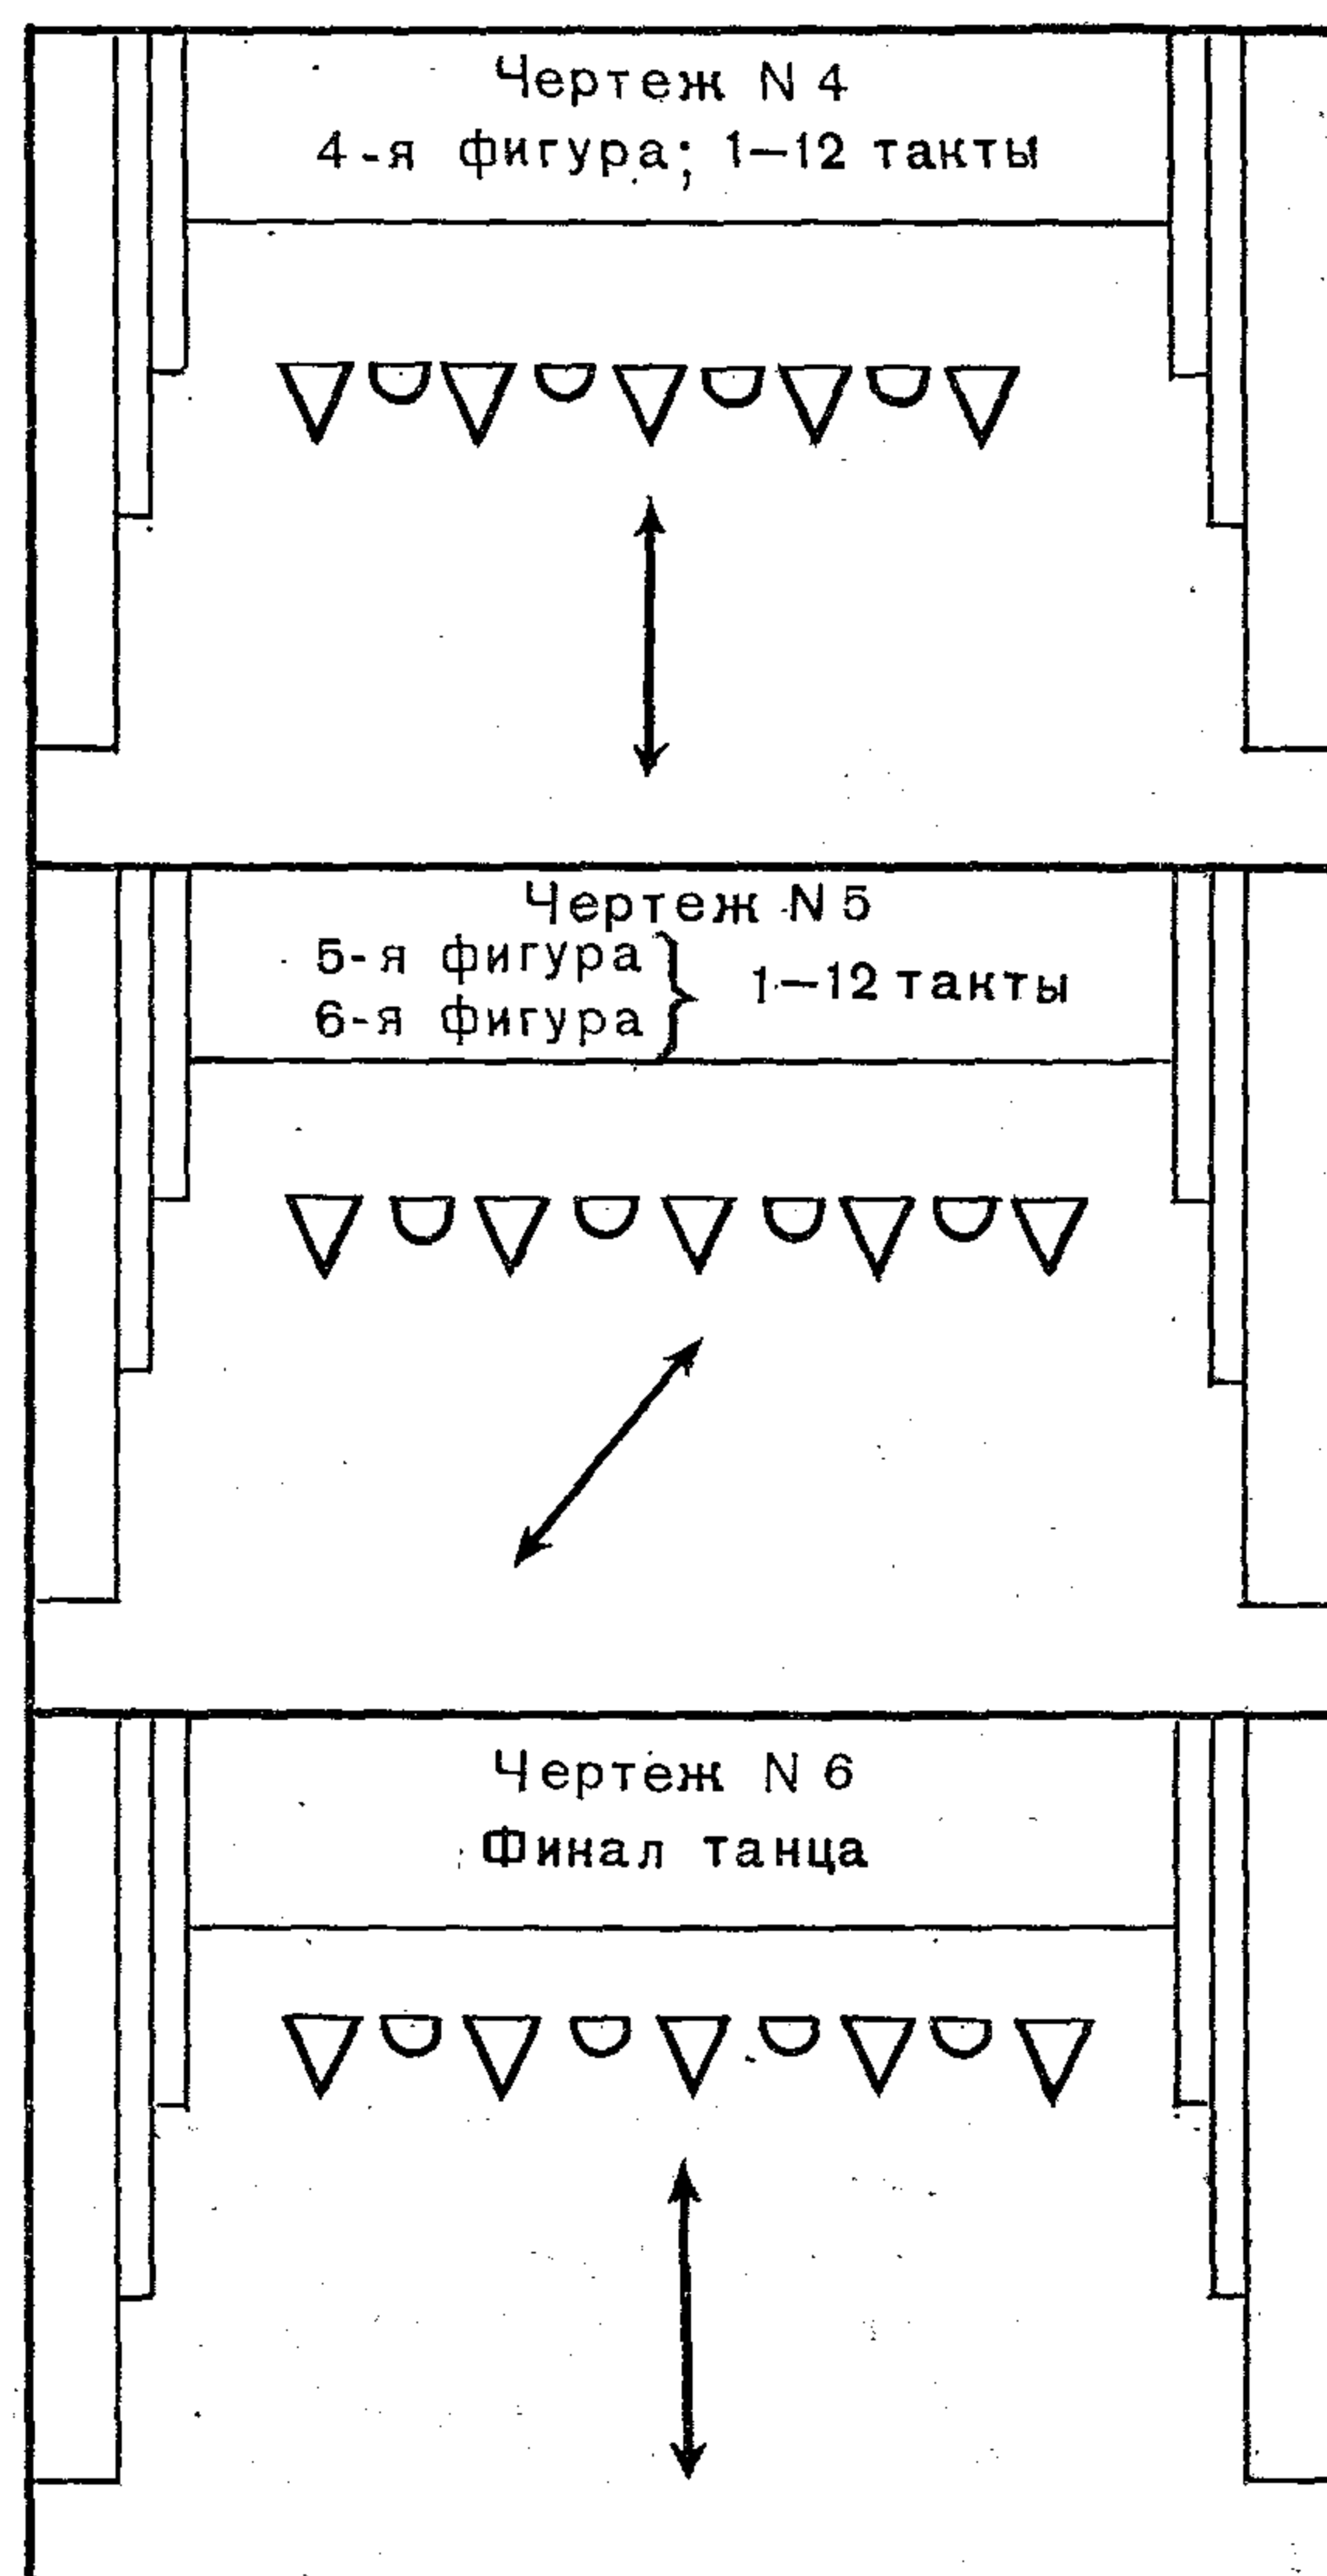 Чертеж N 4
4-я фигура; 1—12 такты
Чертеж N 5
5-я фигура
6-я фигура } 1—12 такты
Чертеж N 6
Финал танца